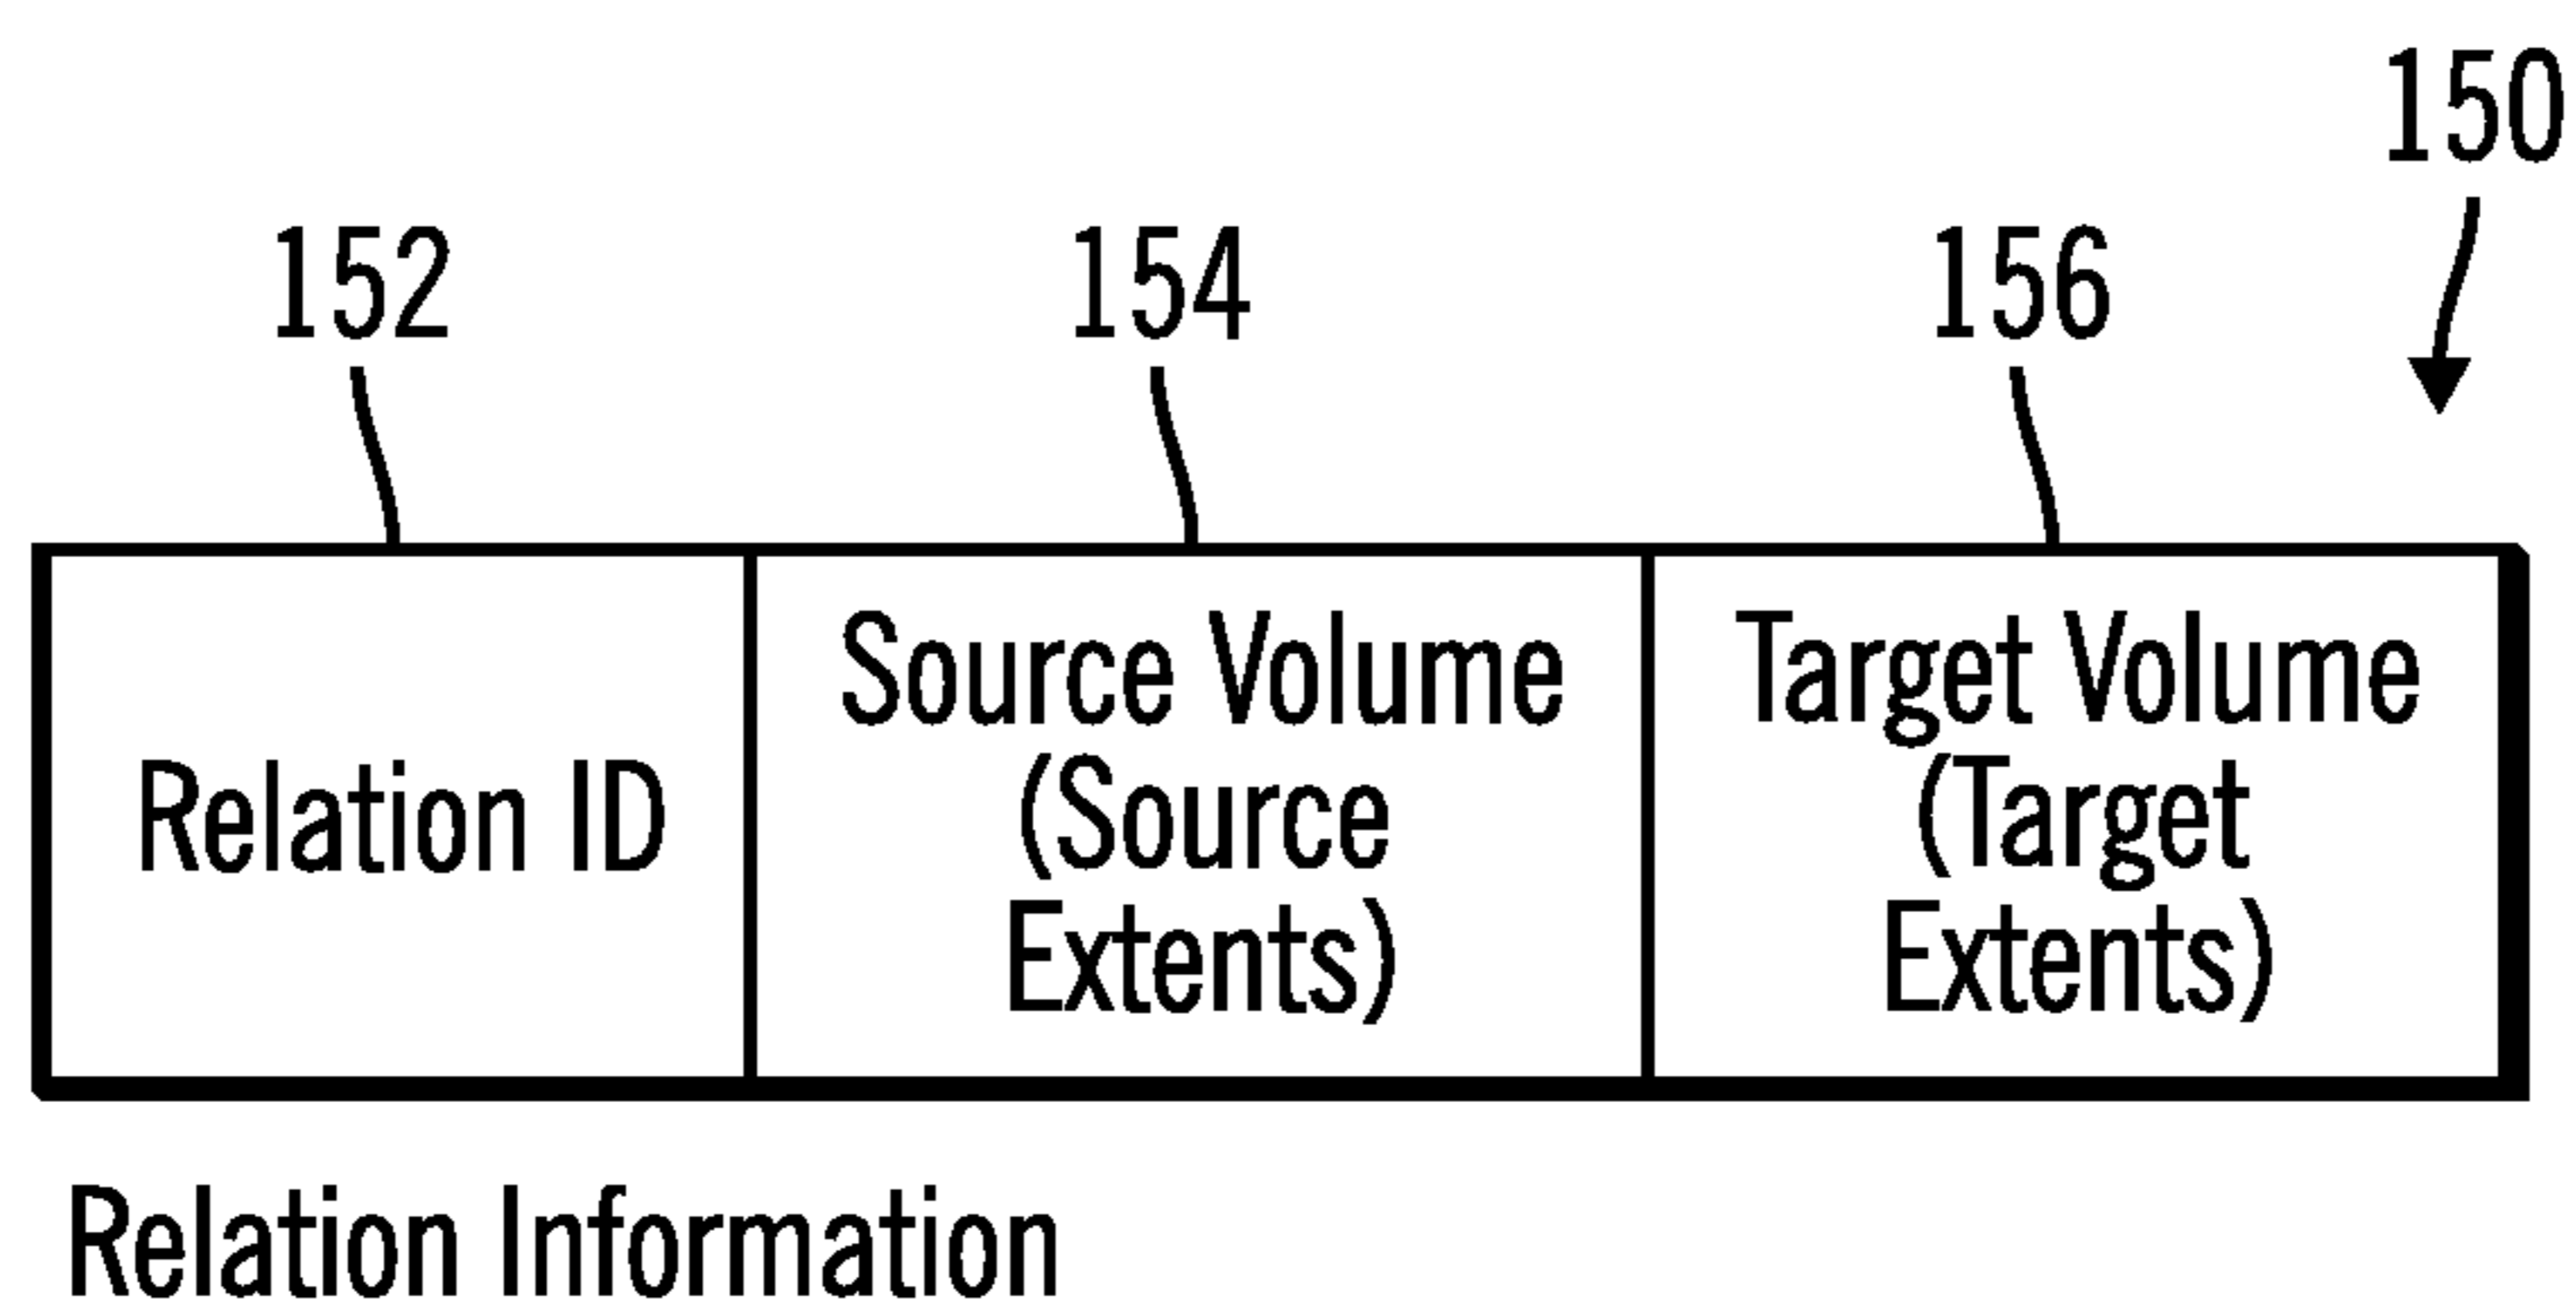 150
152
154
156
Relation ID
Source Volume
(Source
Extents)
Target Volume
(Target
Extents)
Relation Information